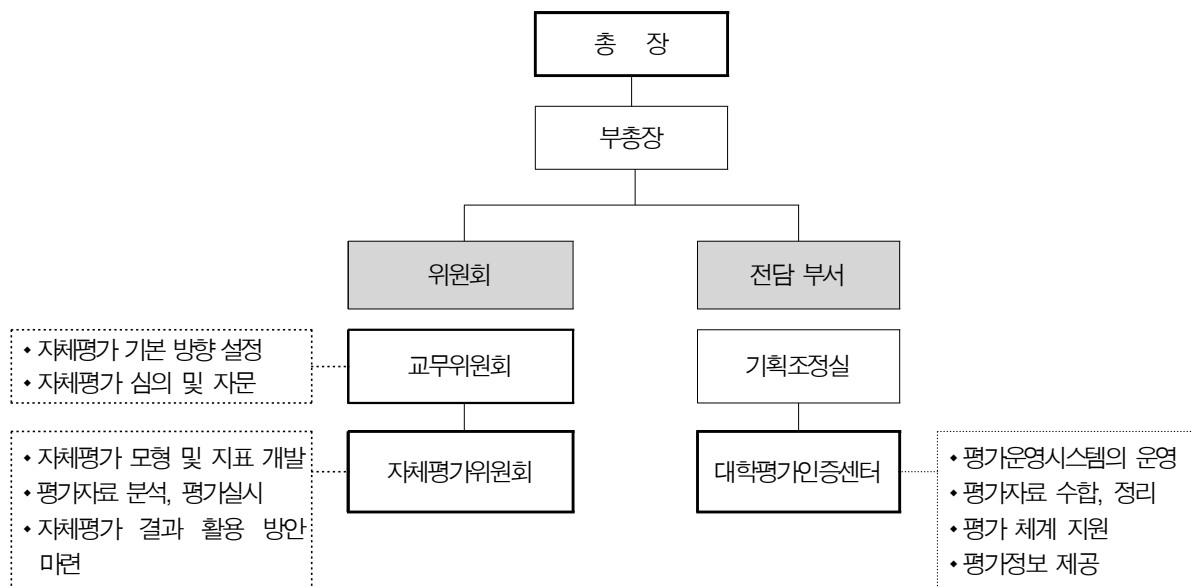 총 장
부총장
위원회
전담 부서
• 자체평가 기본 방향 설정
• 자체평가 심의 및 자문
교무위원회
기획조정실
• 자체평가 모형 및 지표 개발
• 평가자료 분석, 평가실시
• 자체평가 결과 활용 방안
마련
자체평가위원회
대학평가인증센터
• 평가운영시스템의 운영
• 평가자료 수합, 정리
• 평가 체계 지원
• 평가정보 제공